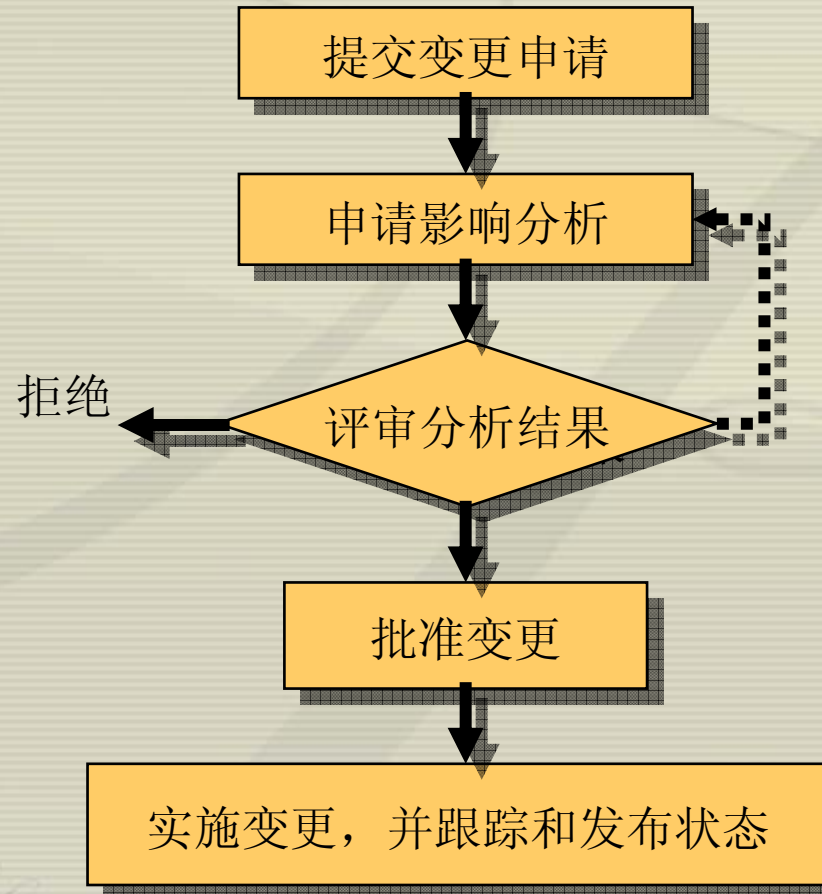 提交变更申请
申请影响分析
拒绝
评审分析结果
批准变更
实施变更，并跟踪和发布状态